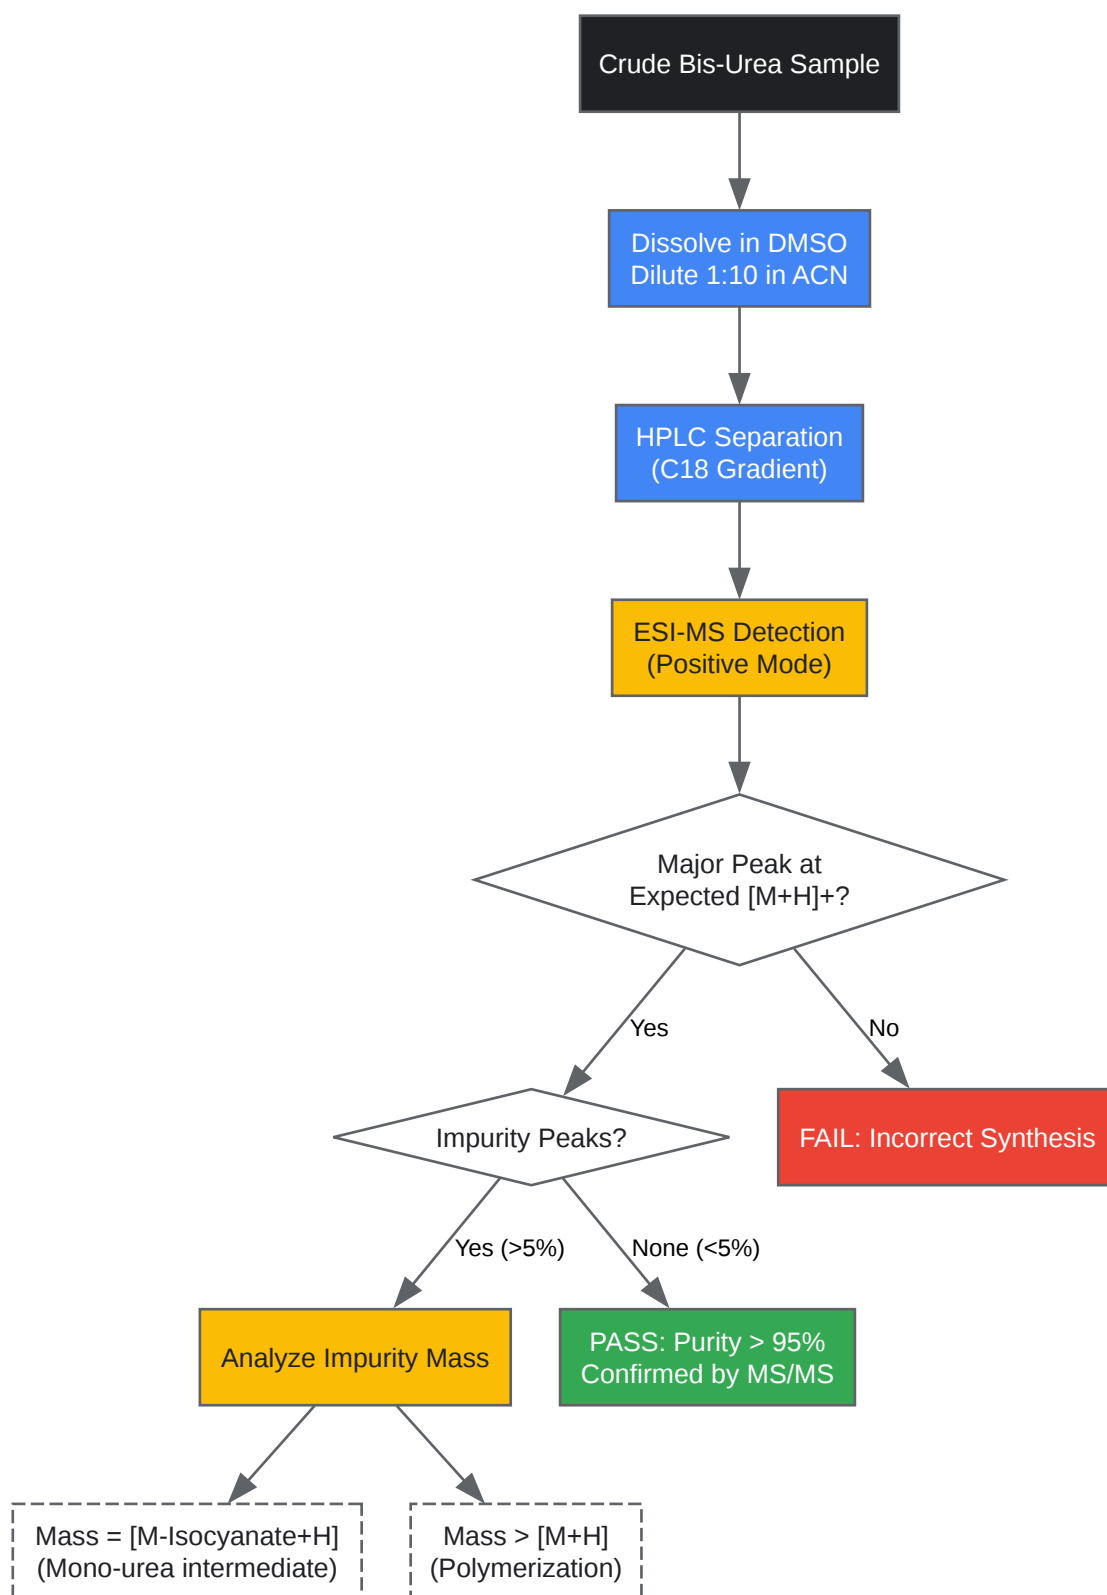 Crude Bis-Urea Sample
Dissolve in DMSO
Dilute 1:10 in ACN
HPLC Separation
(C18 Gradient)
ESI-MS Detection
(Positive Mode)
Major Peak at
Expected [M+H]+?
Yes
No
Impurity Peaks?
FAIL: Incorrect Synthesis
Yes (>5%)
None (<5%)
Analyze Impurity Mass
PASS: Purity > 95%
Confirmed by MS/MS
Mass = [M-Isocyanate+H]
(Mono-urea intermediate)
Mass > [M+H]
(Polymerization)